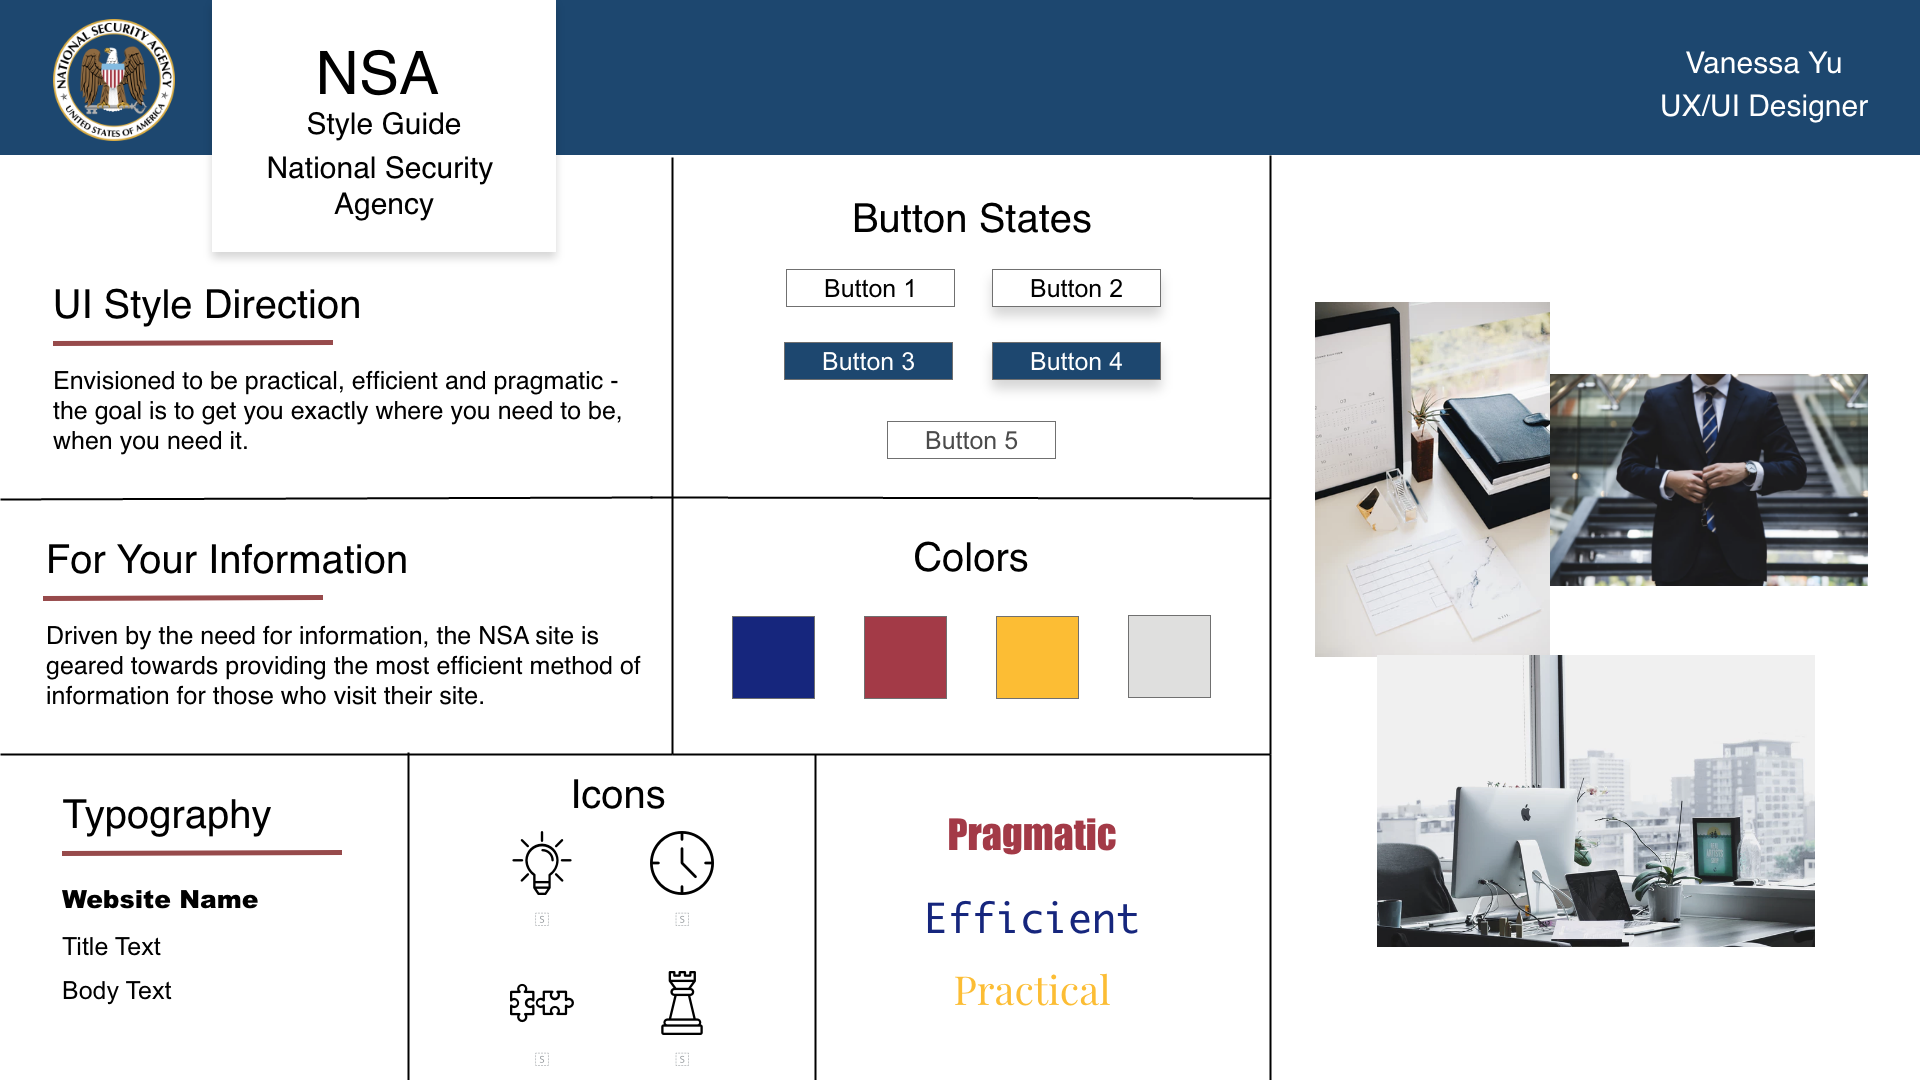 NATIONAL SECURITY AGENCY
UNITED STATES OF AMERICA
NSA
Style Guide
National Security
Agency
Vanessa Yu
UX/UI Designer
UI Style Direction
Envisioned to be practical, efficient and pragmatic -
the goal is to get you exactly where you need to be,
when you need it.
Button States
Button 1
Button 2
Button 3
Button 4
Button 5
For Your Information
Driven by the need for information, the NSA site is
geared towards providing the most efficient method of
information for those who visit their site.
Colors
Typography
Website Name
Title Text
Body Text
Icons
S
S
S
S
Pragmatic
Efficient
Practical